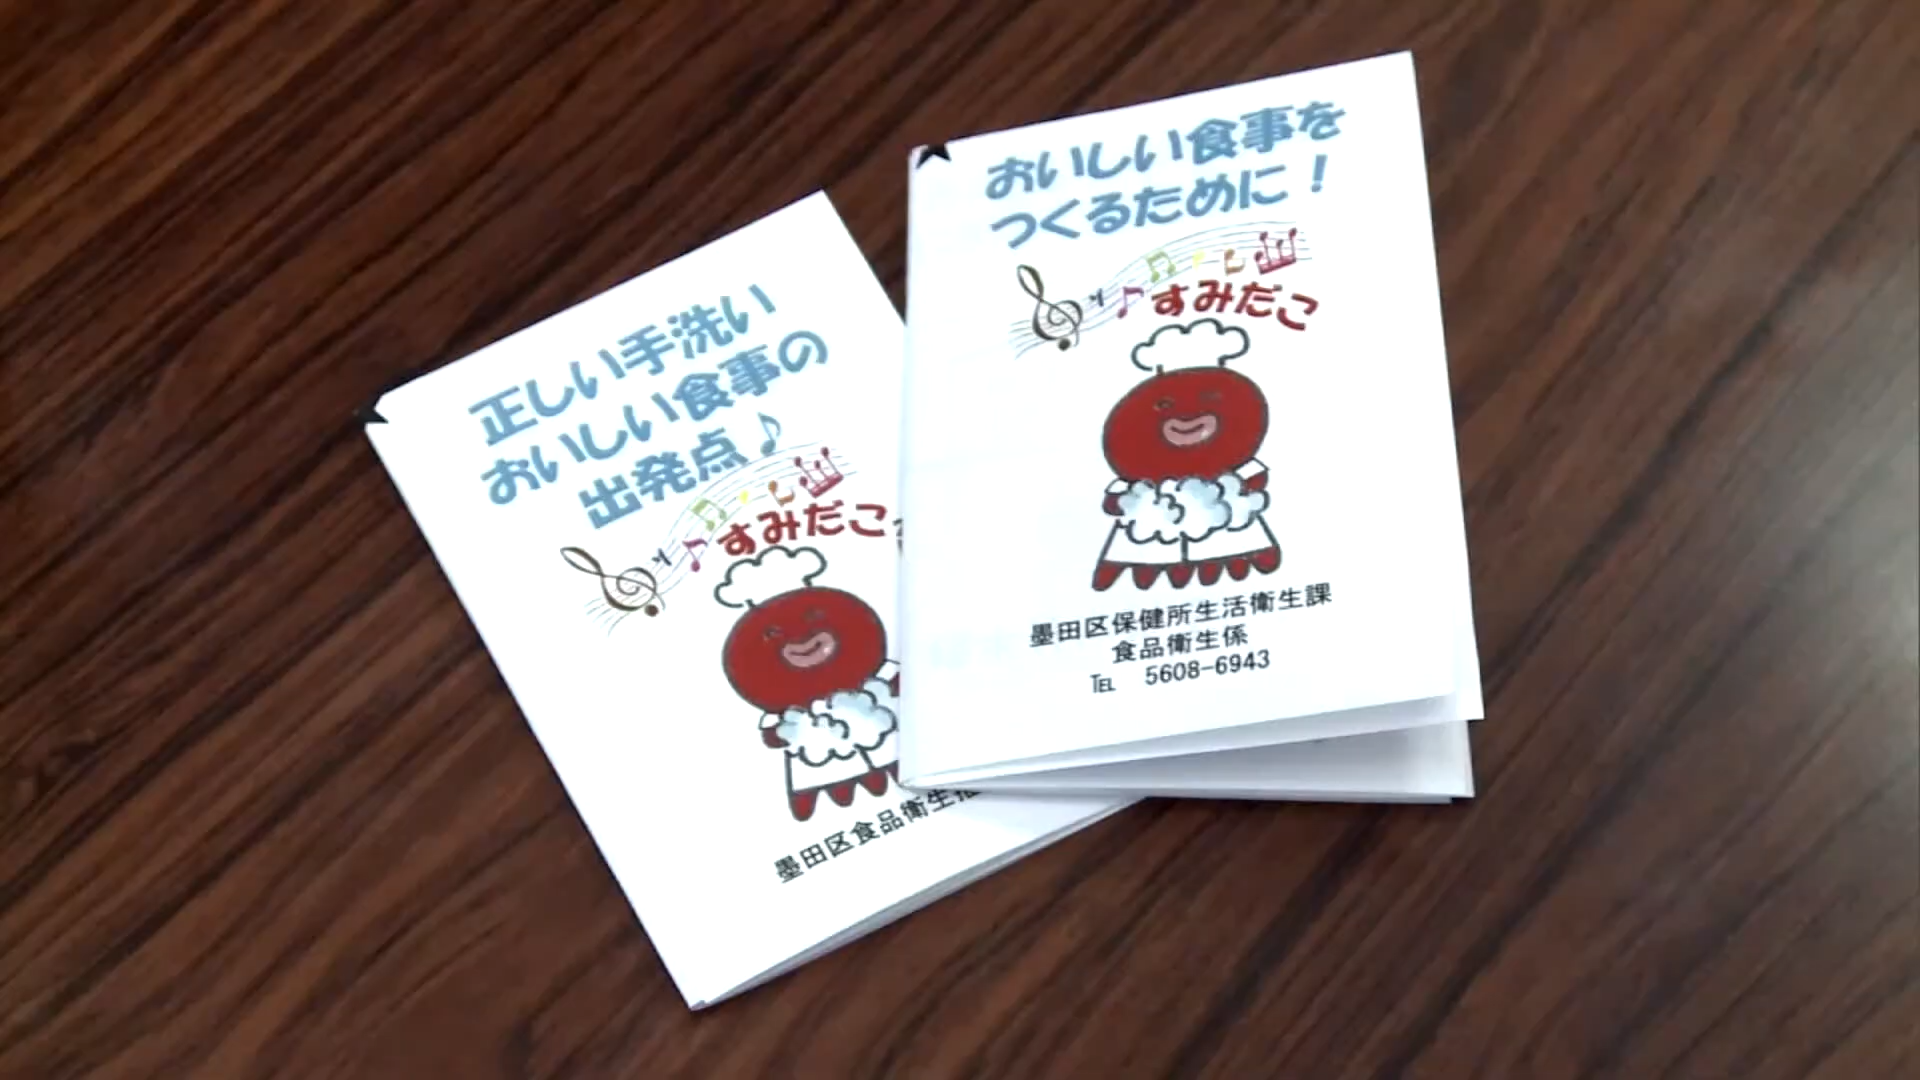 正しい手洗い
おいしい食事の
出発点♪
すみだこ
墨田区食品衛生
おいしい食事を
つくるために！
すみだこ
墨田区保健所生活衛生課
食品衛生係
℡ 5608-6943